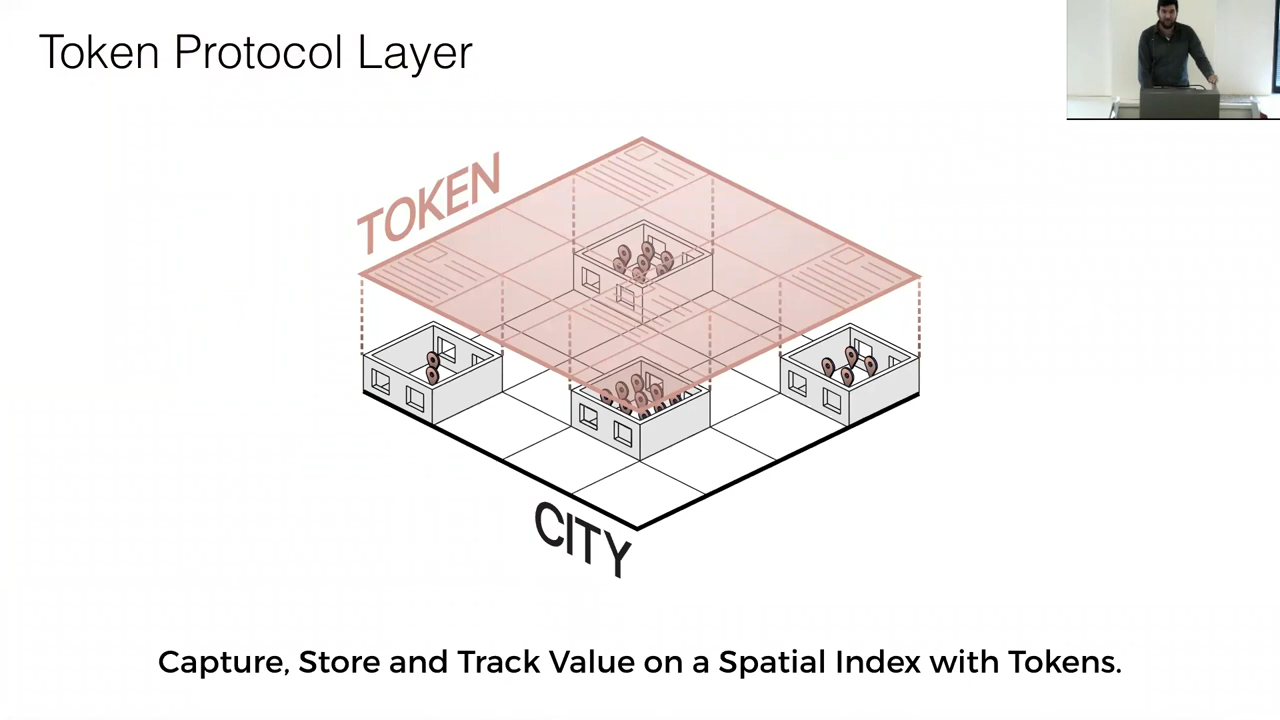 Token Protocol Layer
TOKEN
CITY
Capture, Store and Track Value on a Spatial Index with Tokens.